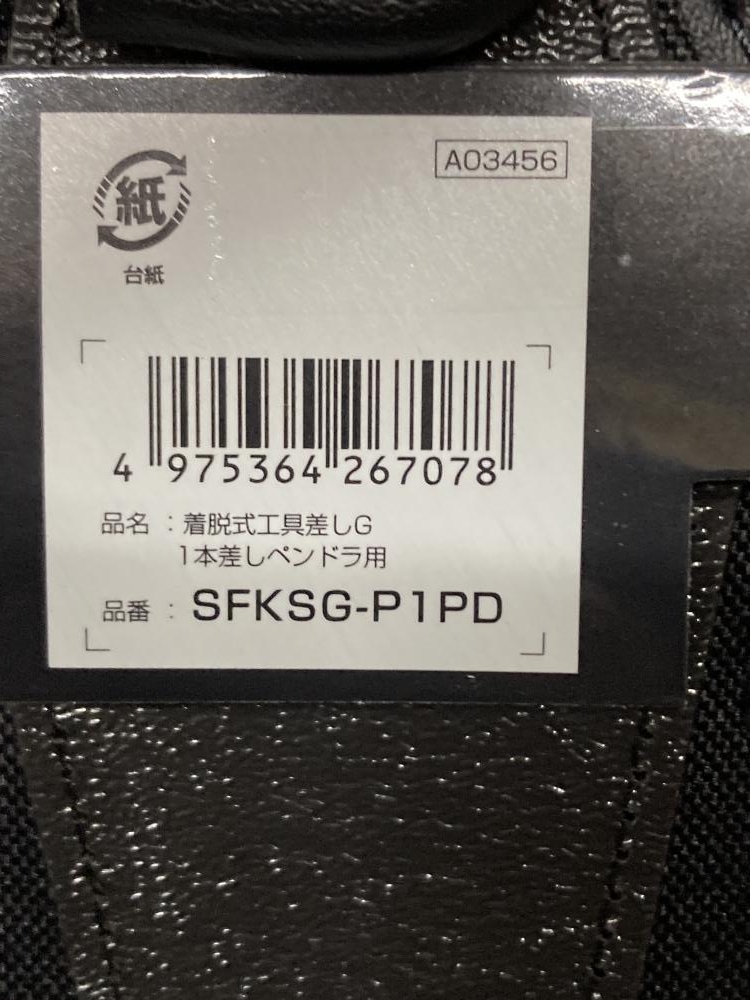 A03456
紙
台紙
4 975364 267078
品名 : 着脱式工具差しG
1本差しペンドラ用
品番 : SFKSG-P1PD